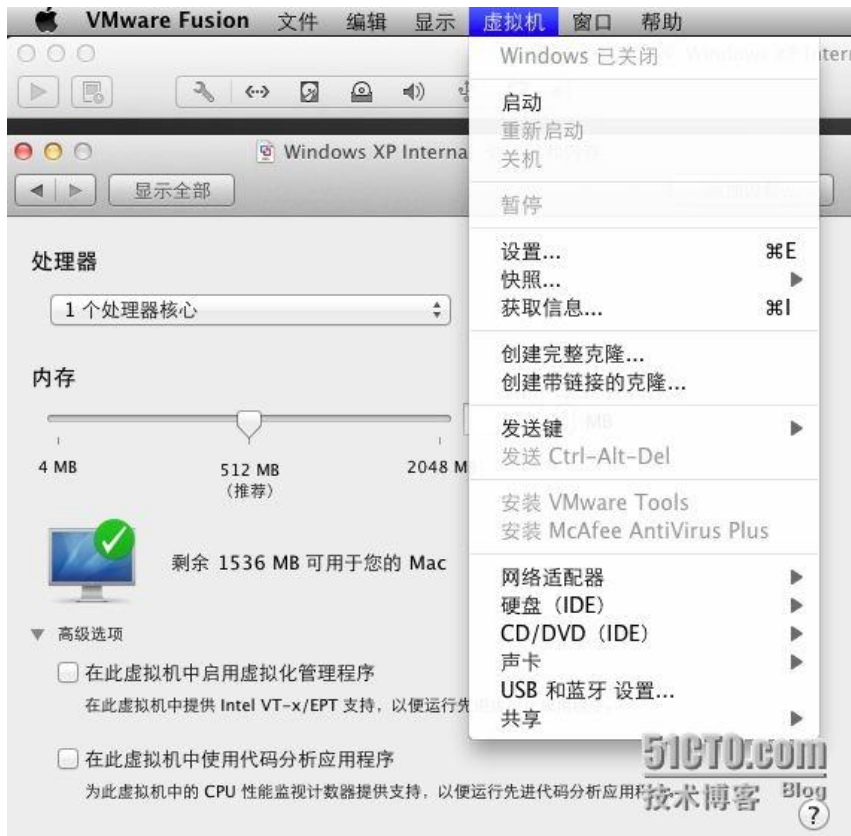 VMware Fusion 文件 编辑 显示 虚拟机 窗口 帮助
Windows 已关闭
启动
重新启动
关机
暂停
设置... ⌘E
快照...
获取信息... ⌘I
创建完整克隆...
创建带链接的克隆...
发送键
发送 Ctrl-Alt-Del
安装 VMware Tools
安装 McAfee AntiVirus Plus
网络适配器
硬盘（IDE）
CD/DVD（IDE）
声卡
USB 和蓝牙 设置...
共享
Windows XP Interna
显示全部
处理器
1 个处理器核心
内存
MB
4 MB 512 MB 2048 M
（推荐）
剩余 1536 MB 可用于您的 Mac
高级选项
在此虚拟机中启用虚拟化管理程序
在此虚拟机中提供 Intel VT-x/EPT 支持，以便运行先
在此虚拟机中使用代码分析应用程序
为此虚拟机中的 CPU 性能监视计数器提供支持，以便运行先进代码分析应用程
51CTO.com
技术博客 Blog
?